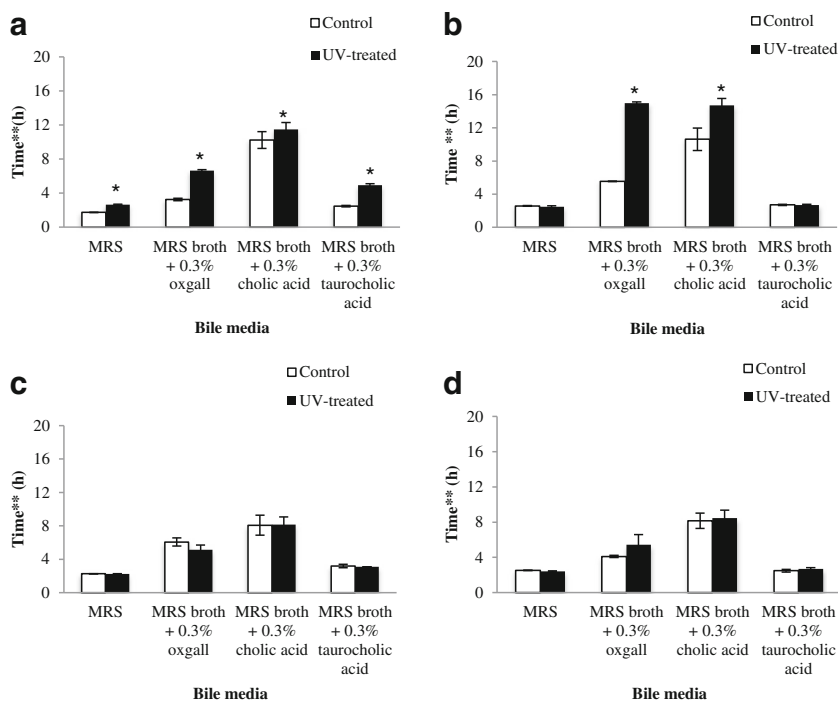 a
Control
UV-treated
20
16
12
8
4
0
Time**(h)
*
*
*
*
MRS
MRS broth
+ 0.3%
oxgall
MRS broth
+ 0.3%
cholic acid
MRS broth
+ 0.3%
taurocholic
acid
Bile media
b
Control
UV-treated
20
16
12
8
4
0
Time ** (h)
*
*
MRS
MRS broth
+ 0.3%
oxgall
MRS broth
+ 0.3%
cholic acid
MRS broth
+ 0.3%
taurocholic
acid
Bile media
c
Control
UV-treated
20
16
12
8
4
0
Time** (h)
MRS
MRS broth
+ 0.3%
oxgall
MRS broth
+ 0.3%
cholic acid
MRS broth
+ 0.3%
taurocholic
acid
Bile media
d
Control
UV-treated
20
16
12
8
4
0
Time** (h)
MRS
MRS broth
+ 0.3%
oxgall
MRS broth
+ 0.3%
cholic acid
MRS broth
+ 0.3%
taurocholic
acid
Bile media